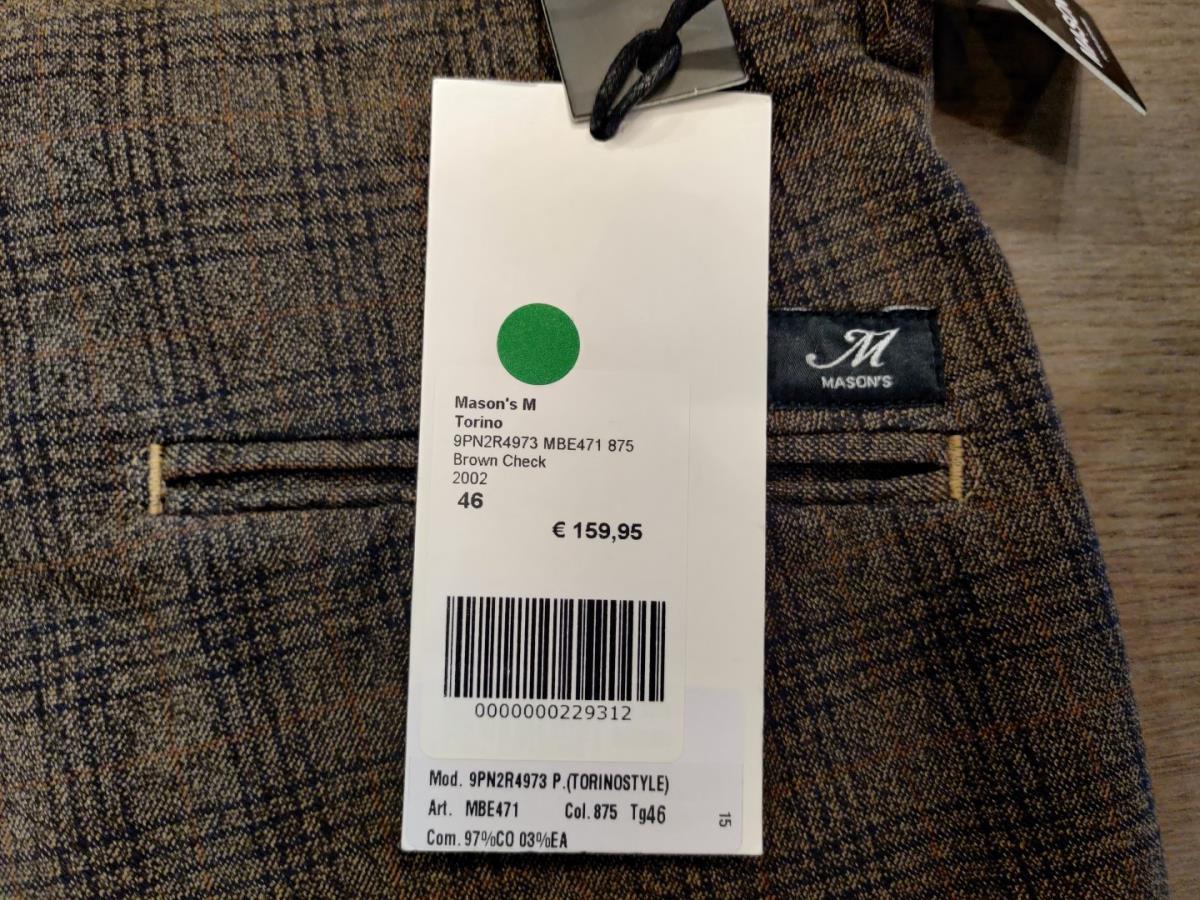 MASON'S
M
MASON'S
Mason's M
Torino
9PN2R4973 MBE471 875
Brown Check
2002
46
€ 159,95
0000000229312
Mod. 9PN2R4973 P.(TORINOSTYLE)
Art. MBE471 Col. 875 Tg46
Com. 97%CO 03%EA
15